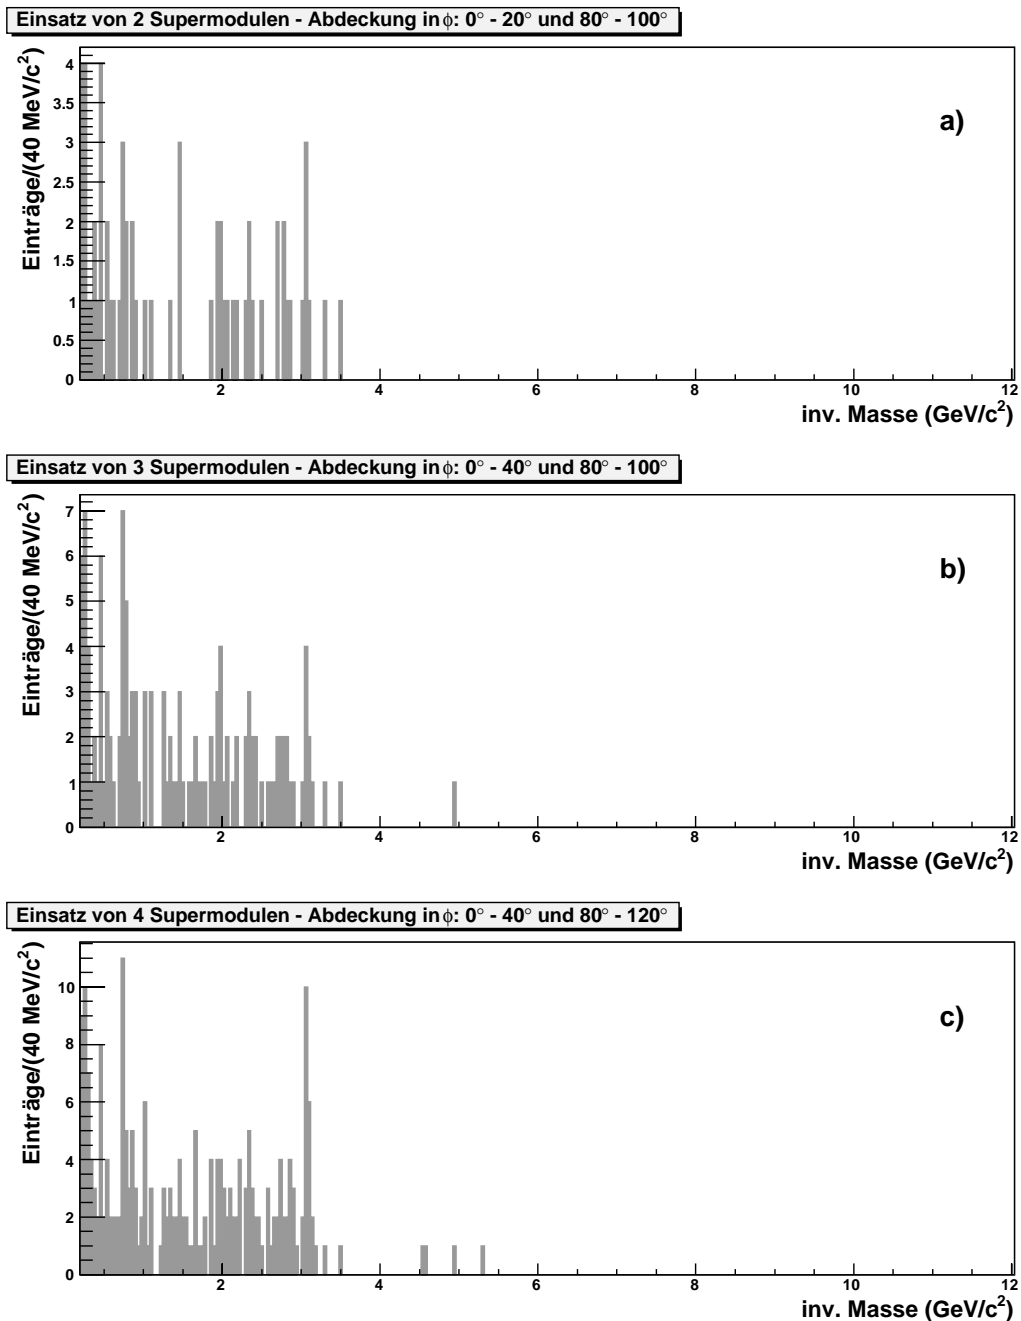 Einsatz von 2 Supermodulen - Abdeckung in ϕ: 0° - 20° und 80° - 100°
Einträge/(40 MeV/c²)
4
3.5
3
2.5
2
1.5
1
0.5
0
a)
2 4 6 8 10 12
inv. Masse (GeV/c²)
Einsatz von 3 Supermodulen - Abdeckung in ϕ: 0° - 40° und 80° - 100°
Einträge/(40 MeV/c²)
7
6
5
4
3
2
1
0
b)
2 4 6 8 10 12
inv. Masse (GeV/c²)
Einsatz von 4 Supermodulen - Abdeckung in ϕ: 0° - 40° und 80° - 120°
Einträge/(40 MeV/c²)
10
8
6
4
2
0
c)
2 4 6 8 10 12
inv. Masse (GeV/c²)